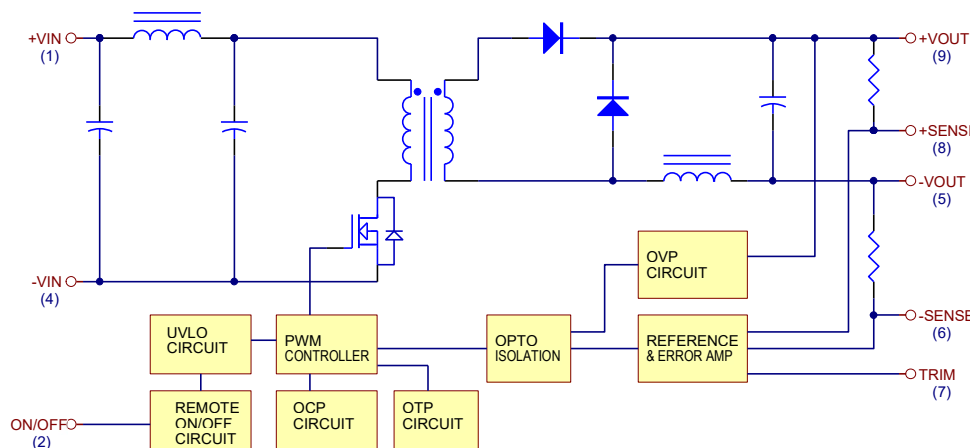 +VIN
(1)
+VOUT
(9)
+SENSE
(8)
-VOUT
(5)
-VIN
(4)
OVP
CIRCUIT
-SENSE
(6)
UVLO
CIRCUIT
PWM
CONTROLLER
OPTO
ISOLATION
REFERENCE
& ERROR AMP
TRIM
(7)
ON/OFF
(2)
REMOTE
ON/OFF
CIRCUIT
OCP
CIRCUIT
OTP
CIRCUIT